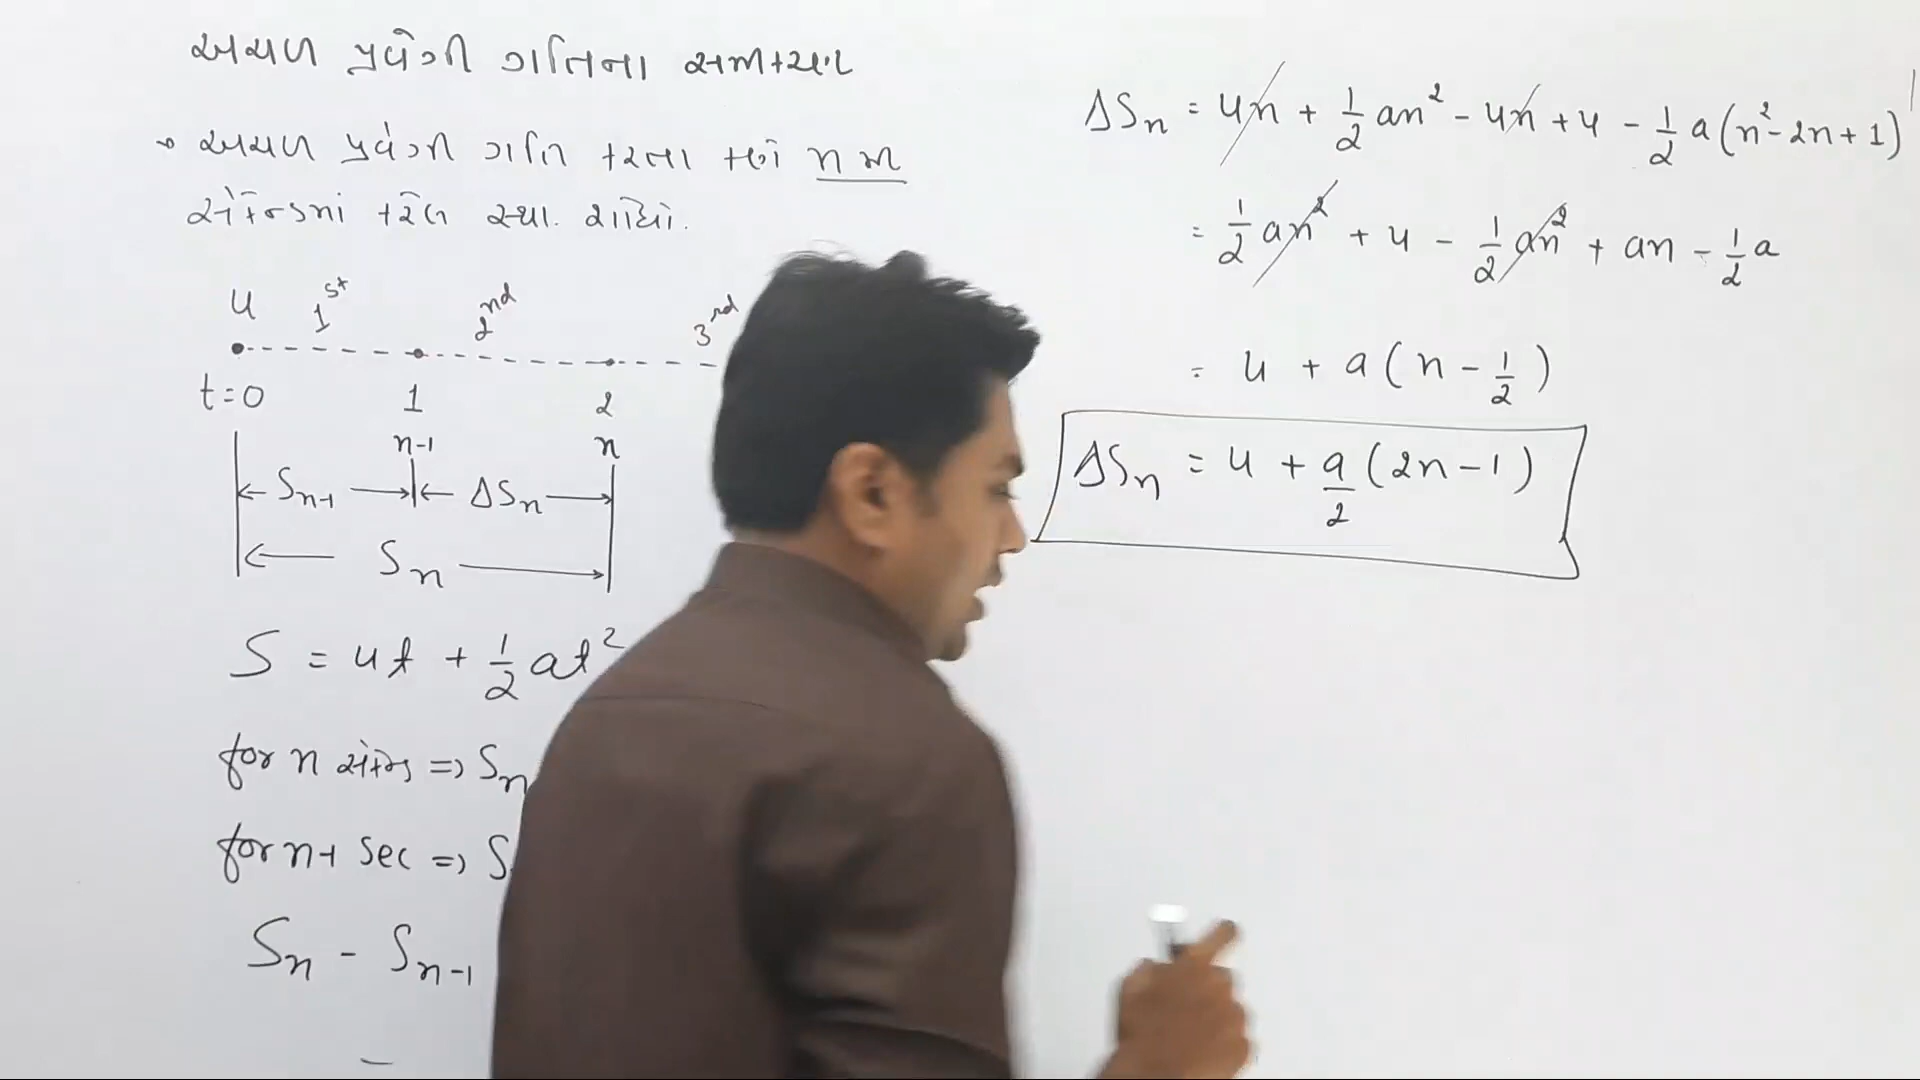 અચળ પ્રવેગી ગતિના સમીકરણ
અચળ પ્રવેગી ગતિ કરતા કણે n મી
સેકન્ડમાં કરેલ સ્થા. શોધો.
u 1st 2nd 3rd
t=0 1 2
n-1 n
Sn-1 ΔSn
Sn
S = ut + 1/2 at²
for n સેકન્ડ => Sn
for n-1 sec => S
Sn - Sn-1
ΔSn = un + 1/2 an² - un + u - 1/2 a(n² - 2n + 1)
= 1/2 an² + u - 1/2 an² + an - 1/2 a
= u + a(n - 1/2)
ΔSn = u + a/2 (2n - 1)